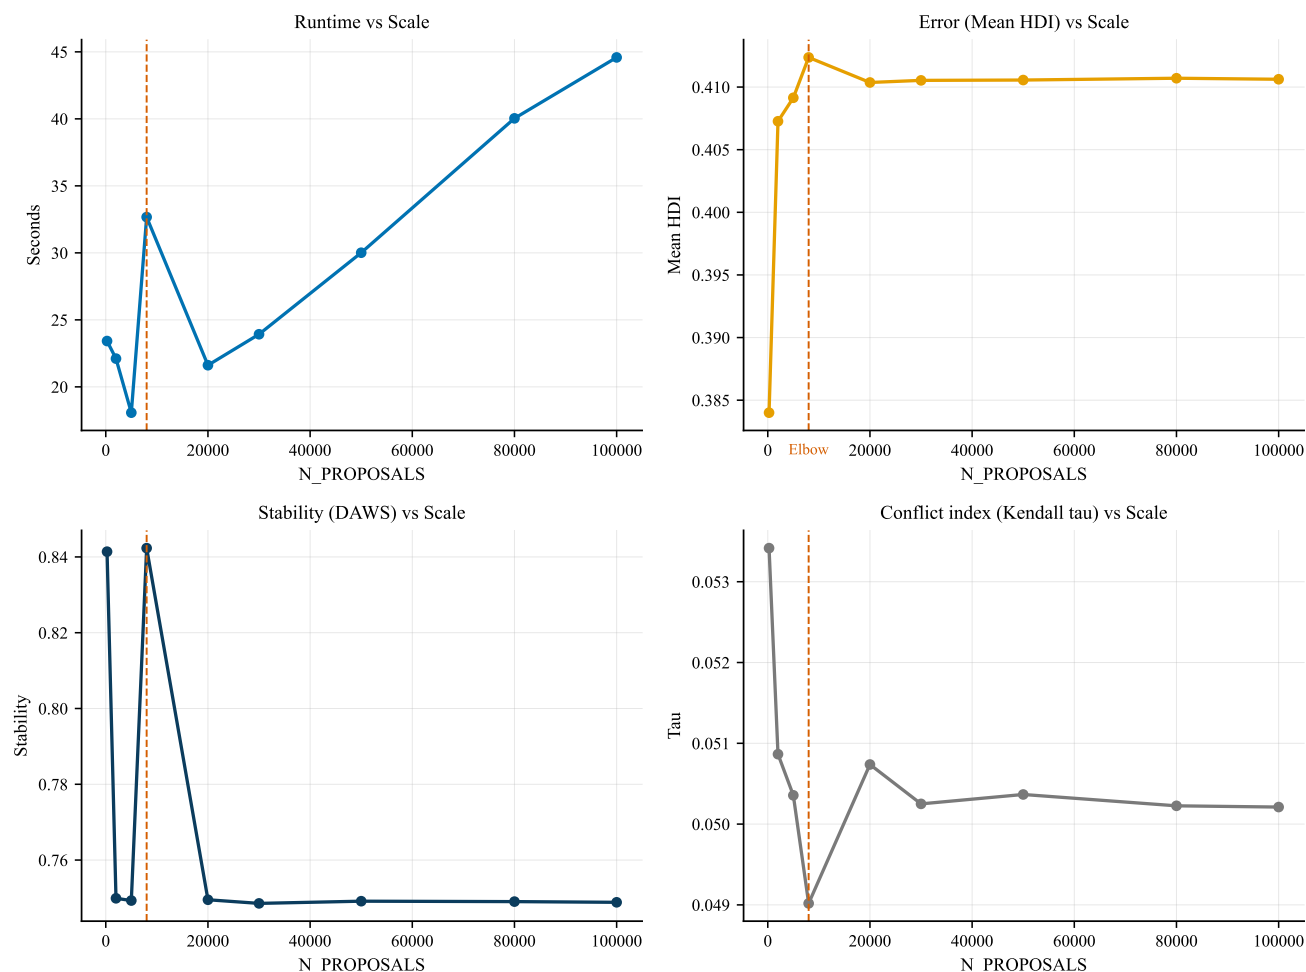 Runtime vs Scale
45
40
35
30
25
20
Seconds
0 20000 40000 60000 80000 100000
N_PROPOSALS
Error (Mean HDI) vs Scale
0.410
0.405
0.400
0.395
0.390
0.385
Mean HDI
0 Elbow 20000 40000 60000 80000 100000
N_PROPOSALS
Stability (DAWS) vs Scale
0.84
0.82
0.80
0.78
0.76
Stability
0 20000 40000 60000 80000 100000
N_PROPOSALS
Conflict index (Kendall tau) vs Scale
0.053
0.052
0.051
0.050
0.049
Tau
0 20000 40000 60000 80000 100000
N_PROPOSALS